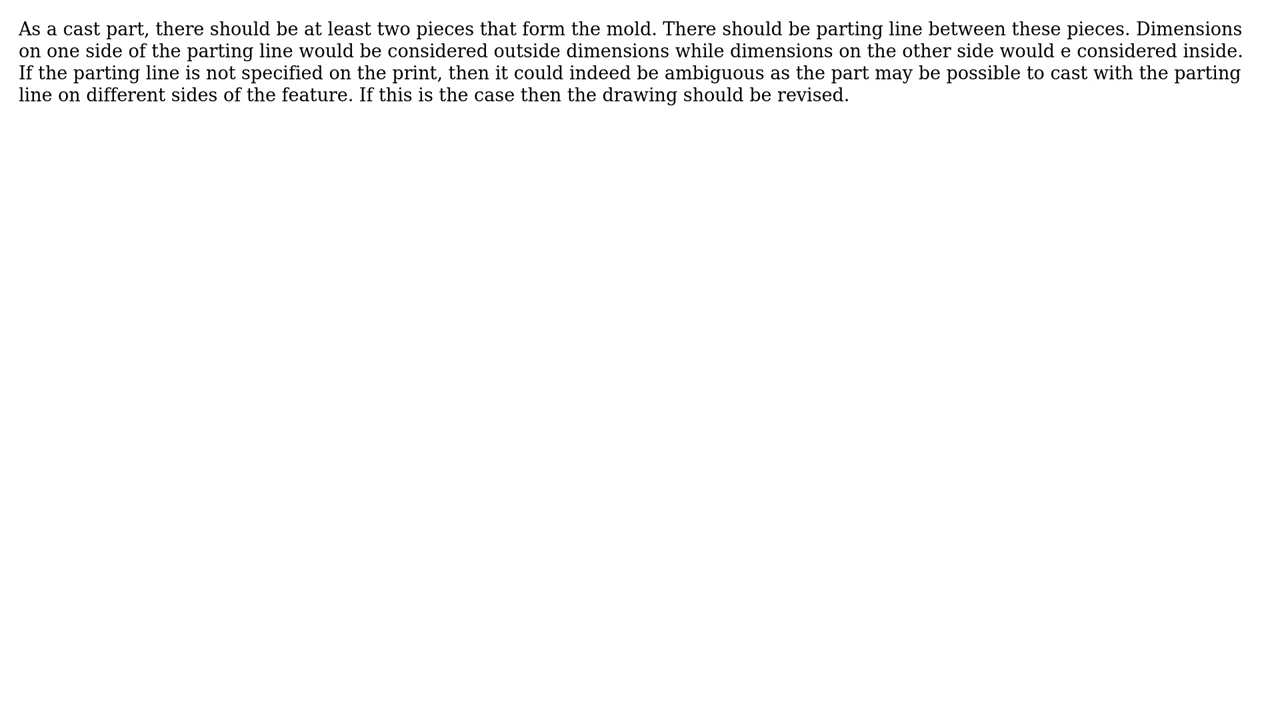 As a cast part, there should be at least two pieces that form the mold. There should be parting line between these pieces. Dimensions
on one side of the parting line would be considered outside dimensions while dimensions on the other side would e considered inside.
If the parting line is not specified on the print, then it could indeed be ambiguous as the part may be possible to cast with the parting
line on different sides of the feature. If this is the case then the drawing should be revised.